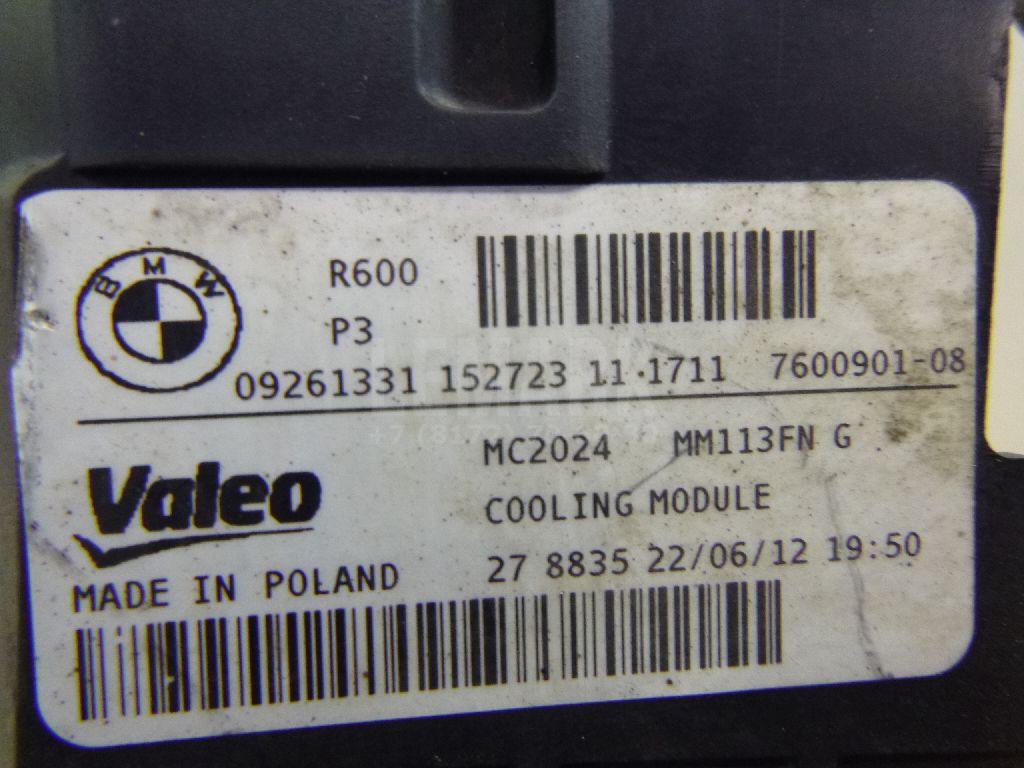 BMW
R600
P3
09261331 152723 11.1711 7600901-08
MC2024 MM113FN G
Valeo
COOLING MODULE
27 8835 22/06/12 19:50
MADE IN POLAND